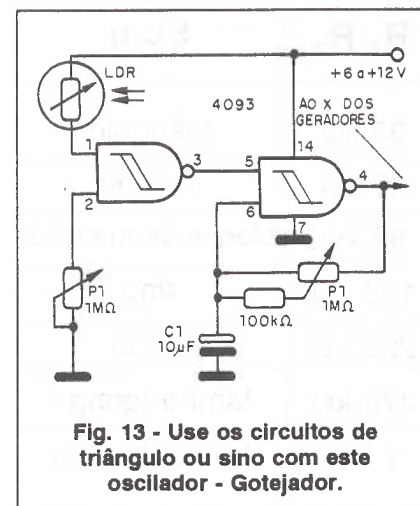 LDR
+6 a +12V
4093
AO X DOS
GERADORES
1
2
3
5
6
14
4
7
P1
1MΩ
P1
1MΩ
100kΩ
C1
10µF
Fig. 13 - Use os circuitos de
triângulo ou sino com este
oscilador - Gotejador.